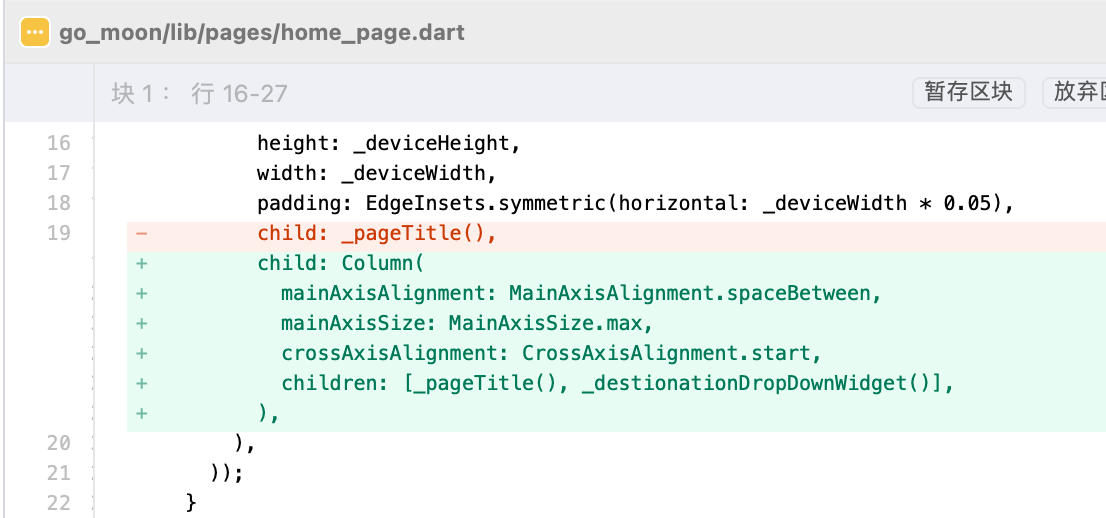 go_moon/lib/pages/home_page.dart
块 1： 行 16-27 暂存区块 放弃
16 height: _deviceHeight,
17 width: _deviceWidth,
18 padding: EdgeInsets.symmetric(horizontal: _deviceWidth * 0.05),
19 - child: _pageTitle(),
+ child: Column(
+ mainAxisAlignment: MainAxisAlignment.spaceBetween,
+ mainAxisSize: MainAxisSize.max,
+ crossAxisAlignment: CrossAxisAlignment.start,
+ children: [_pageTitle(), _destionationDropDownWidget()],
+ ),
20 ),
21 ));
22 }